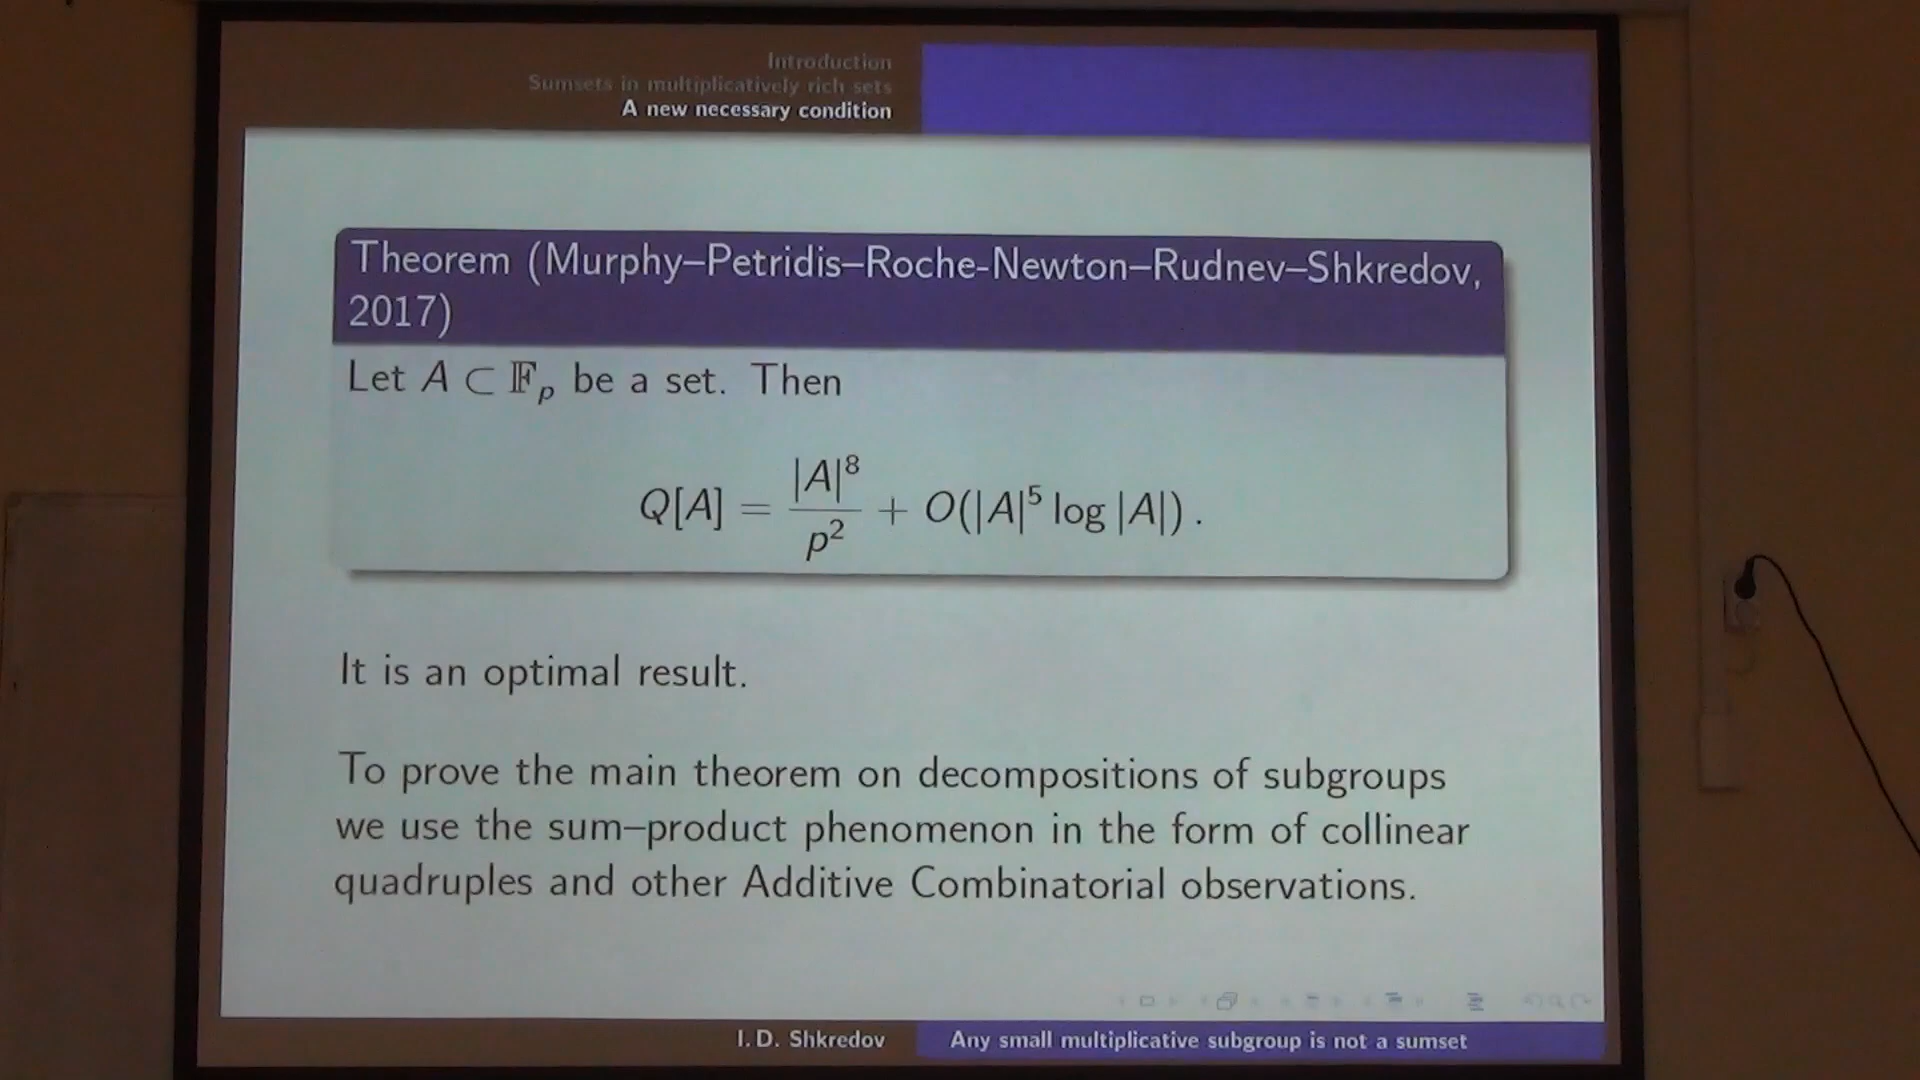 Introduction
Sumsets in multiplicatively rich sets
A new necessary condition
Theorem (Murphy–Petridis–Roche-Newton–Rudnev–Shkredov,
2017)
Let A ⊂ 𝔽_p be a set. Then
Q[A] = |A|^8 / p^2 + O(|A|^5 log |A|) .
It is an optimal result.
To prove the main theorem on decompositions of subgroups
we use the sum–product phenomenon in the form of collinear
quadruples and other Additive Combinatorial observations.
I. D. Shkredov
Any small multiplicative subgroup is not a sumset